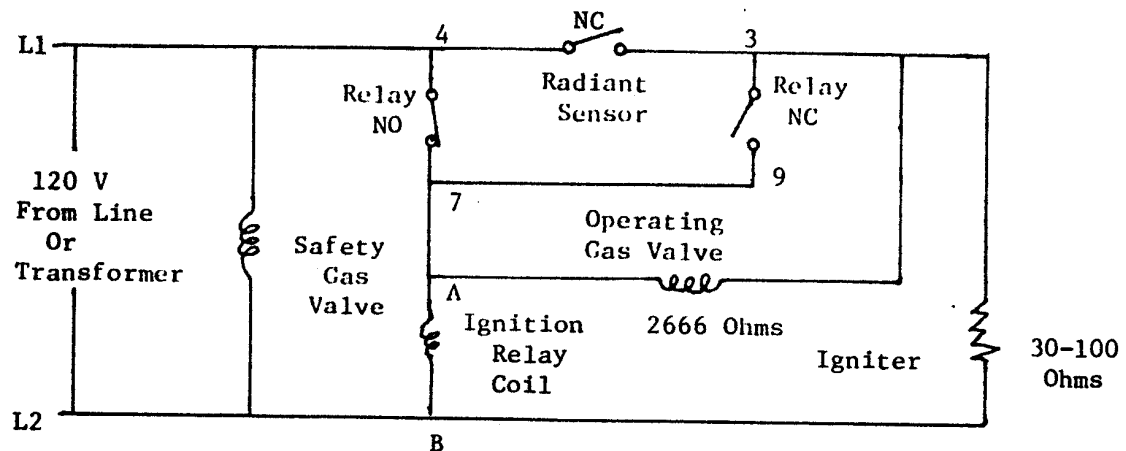 NC
L1
4
3
Relay
NO
Radiant
Sensor
Relay
NC
120 V
From Line
Or
Transformer
7
9
Safety
Gas
Valve
Operating
Gas Valve
A
2666 Ohms
Ignition
Relay
Coil
Igniter
30-100
Ohms
L2
B